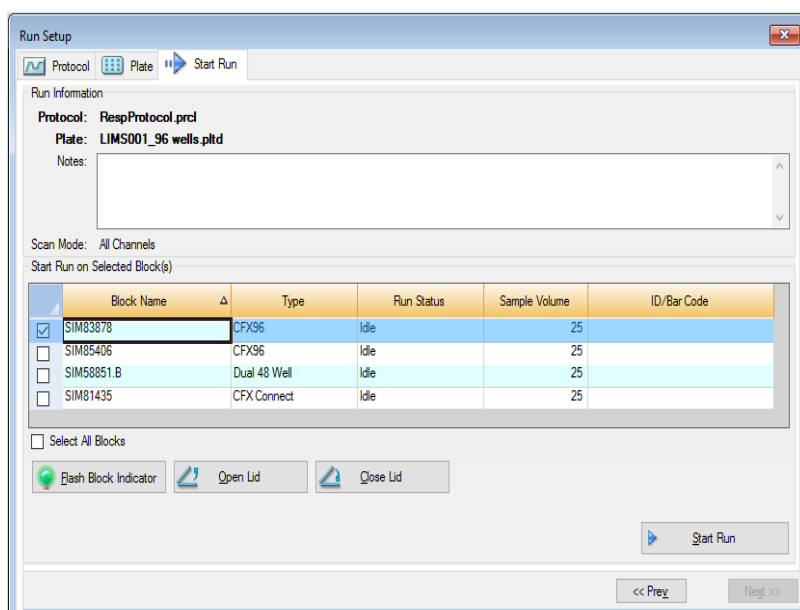 Run Setup
Protocol Plate Start Run
Run Information
Protocol: RespProtocol.prcl
Plate: LIMS001_96 wells.pltd
Notes:
Scan Mode: All Channels
Start Run on Selected Block(s)
Block Name Type Run Status Sample Volume ID/Bar Code
SIM83878 CFX96 Idle 25
SIM85406 CFX96 Idle 25
SIM58851.B Dual 48 Well Idle 25
SIM81435 CFX Connect Idle 25
Select All Blocks
Flash Block Indicator Open Lid Close Lid
Start Run
<< Prev Next >>